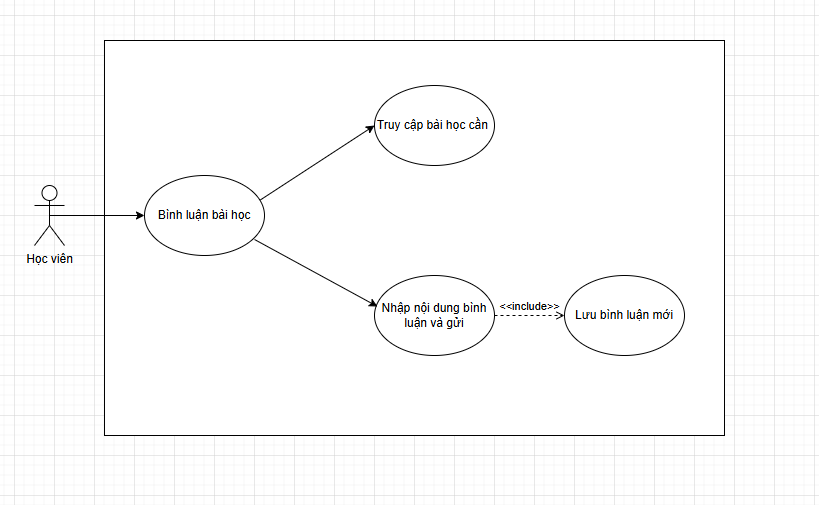 Truy cập bài học cần
Bình luận bài học
Học viên
Nhập nội dung bình
luận và gửi
<<include>>
Lưu bình luận mới